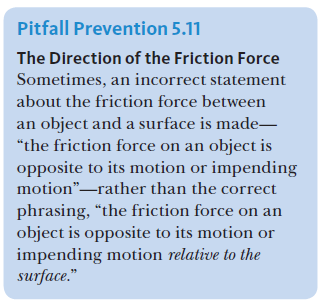 Pitfall Prevention 5.11
The Direction of the Friction Force
Sometimes, an incorrect statement
about the friction force between
an object and a surface is made—
“the friction force on an object is
opposite to its motion or impending
motion”—rather than the correct
phrasing, “the friction force on an
object is opposite to its motion or
impending motion relative to the
surface.”